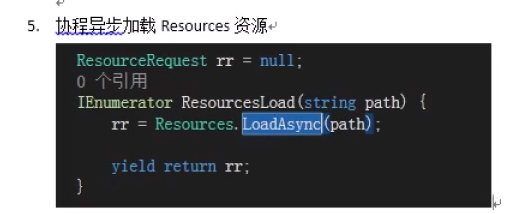 5. 协程异步加载 Resources 资源
ResourceRequest rr = null;
0 个引用
IEnumerator ResourcesLoad(string path) {
rr = Resources.LoadAsync(path);
yield return rr;
}